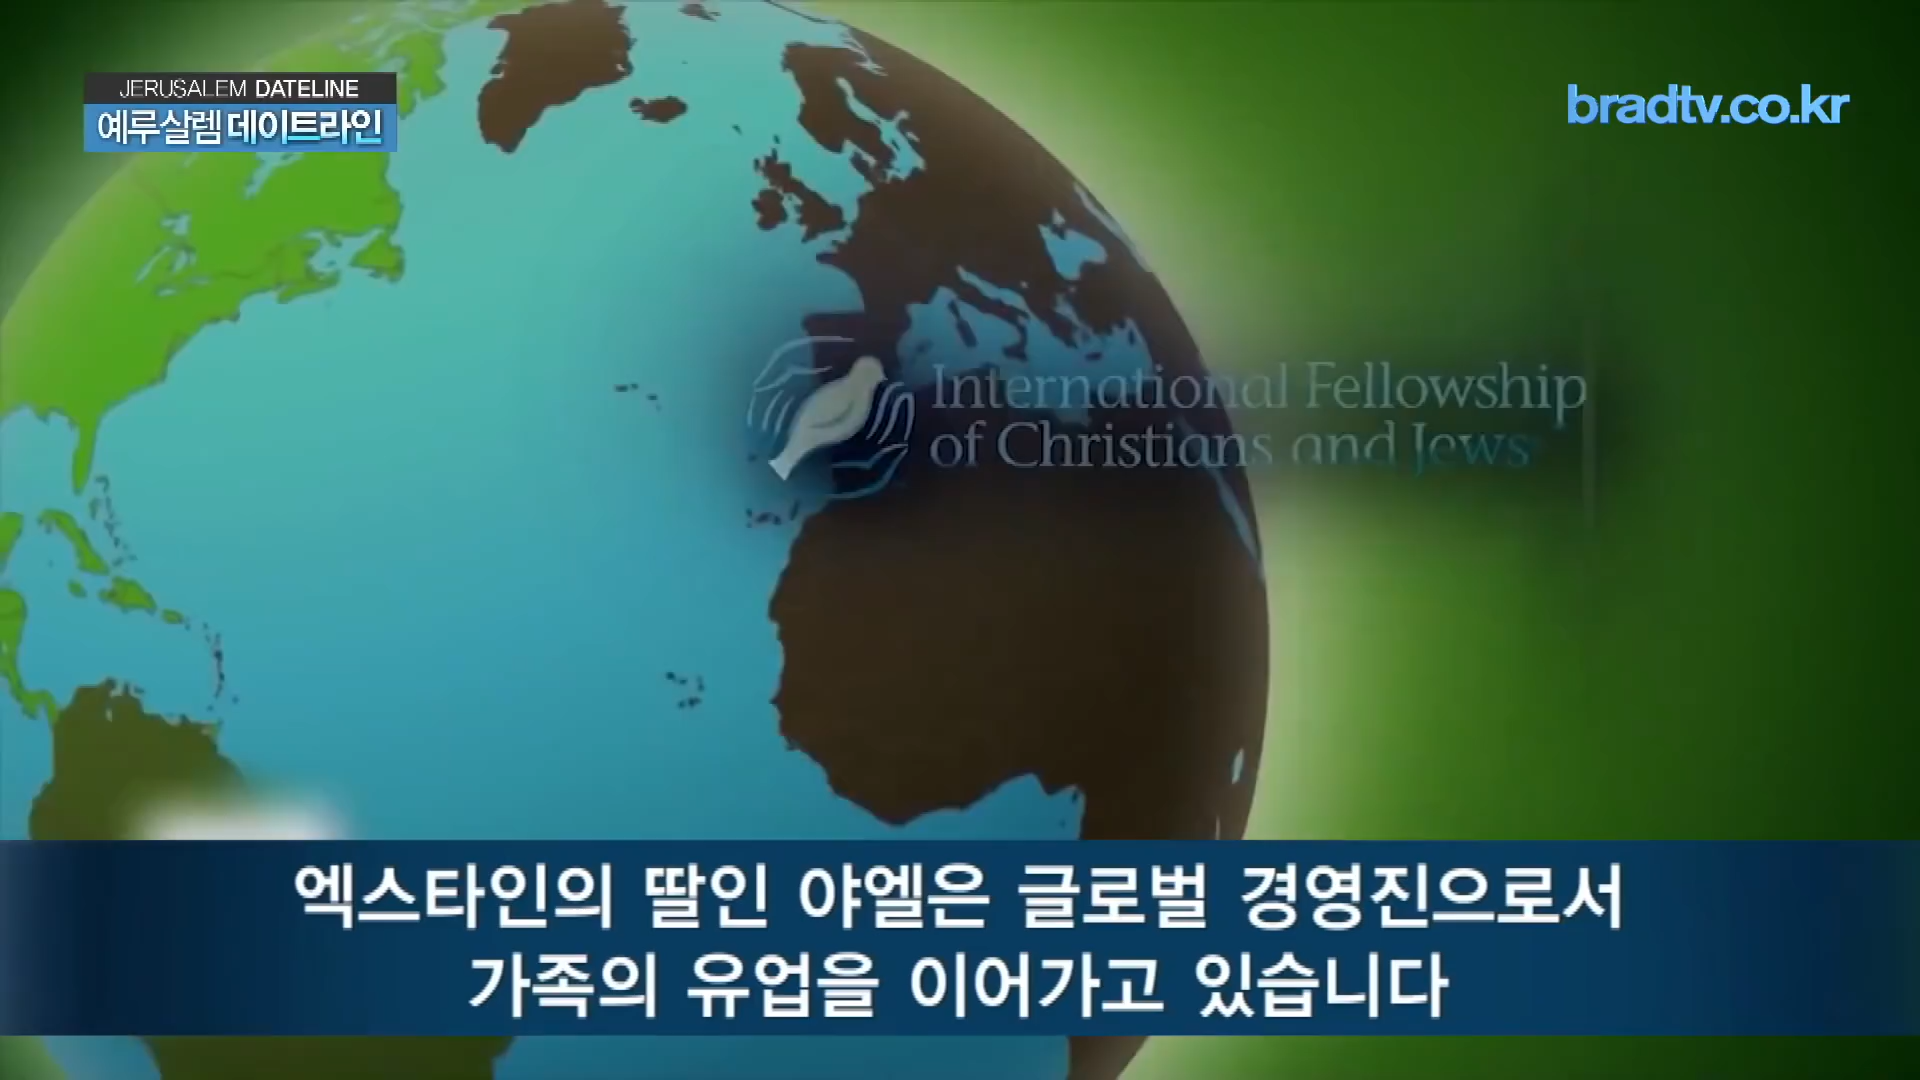 JERUSALEM DATELINE
예루살렘 데이트라인
bradtv.co.kr
International Fellowship
of Christians and Jews
엑스타인의 딸인 야엘은 글로벌 경영진으로서
가족의 유업을 이어가고 있습니다